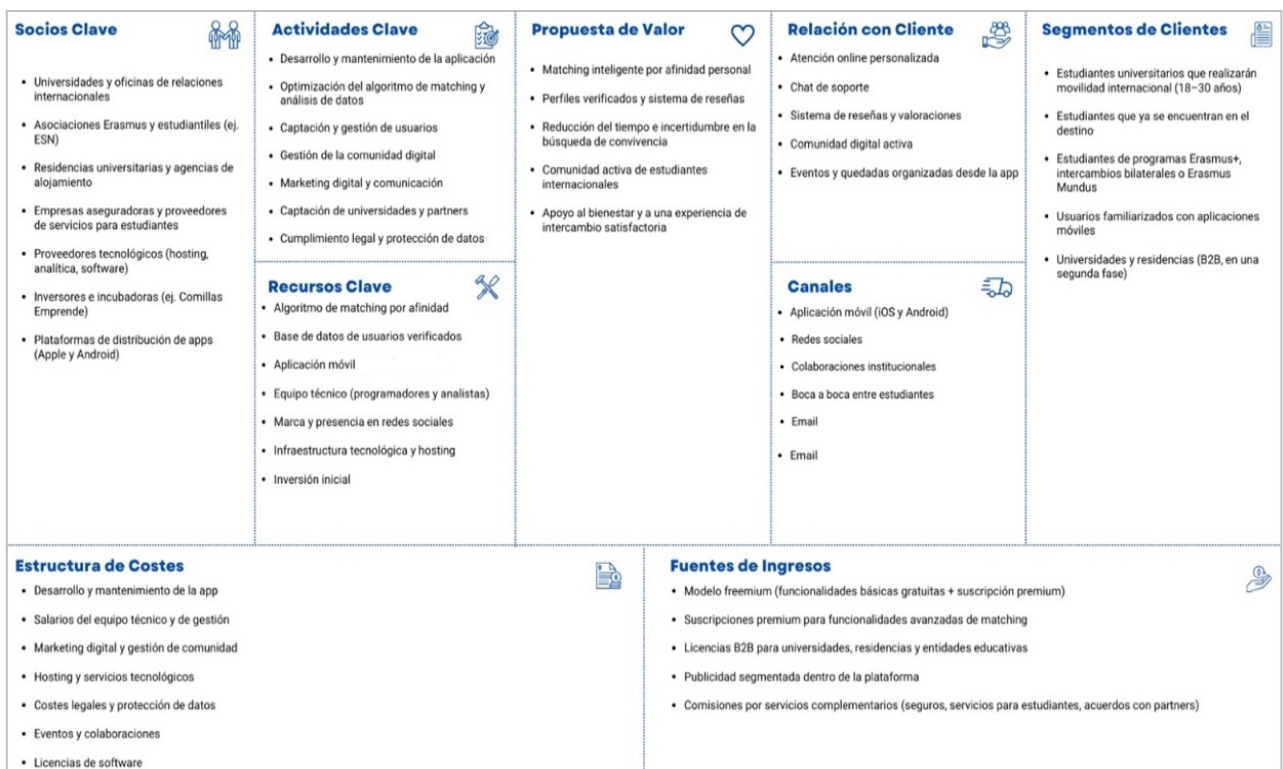 Socios Clave
• Universidades y oficinas de relaciones
internacionales
• Asociaciones Erasmus y estudiantiles (ej.
ESN)
• Residencias universitarias y agencias de
alojamiento
• Empresas aseguradoras y proveedores
de servicios para estudiantes
• Proveedores tecnológicos (hosting,
analítica, software)
• Inversores e incubadoras (ej. Comillas
Emprende)
• Plataformas de distribución de apps
(Apple y Android)
Actividades Clave
• Desarrollo y mantenimiento de la aplicación
• Optimización del algoritmo de matching y
análisis de datos
• Captación y gestión de usuarios
• Gestión de la comunidad digital
• Marketing digital y comunicación
• Captación de universidades y partners
• Cumplimiento legal y protección de datos
Recursos Clave
• Algoritmo de matching por afinidad
• Base de datos de usuarios verificados
• Aplicación móvil
• Equipo técnico (programadores y analistas)
• Marca y presencia en redes sociales
• Infraestructura tecnológica y hosting
• Inversión inicial
Propuesta de Valor
• Matching inteligente por afinidad personal
• Perfiles verificados y sistema de reseñas
• Reducción del tiempo e incertidumbre en la
búsqueda de convivencia
• Comunidad activa de estudiantes
internacionales
• Apoyo al bienestar y a una experiencia de
intercambio satisfactoria
Relación con Cliente
• Atención online personalizada
• Chat de soporte
• Sistema de reseñas y valoraciones
• Comunidad digital activa
• Eventos y quedadas organizadas desde la app
Canales
• Aplicación móvil (iOS y Android)
• Redes sociales
• Colaboraciones institucionales
• Boca a boca entre estudiantes
• Email
• Email
Segmentos de Clientes
• Estudiantes universitarios que realizarán
movilidad internacional (18–30 años)
• Estudiantes que ya se encuentran en el
destino
• Estudiantes de programas Erasmus+,
intercambios bilaterales o Erasmus
Mundus
• Usuarios familiarizados con aplicaciones
móviles
• Universidades y residencias (B2B, en una
segunda fase)
Estructura de Costes
• Desarrollo y mantenimiento de la app
• Salarios del equipo técnico y de gestión
• Marketing digital y gestión de comunidad
• Hosting y servicios tecnológicos
• Costes legales y protección de datos
• Eventos y colaboraciones
• Licencias de software
Fuentes de Ingresos
• Modelo freemium (funcionalidades básicas gratuitas + suscripción premium)
• Suscripciones premium para funcionalidades avanzadas de matching
• Licencias B2B para universidades, residencias y entidades educativas
• Publicidad segmentada dentro de la plataforma
• Comisiones por servicios complementarios (seguros, servicios para estudiantes, acuerdos con partners)